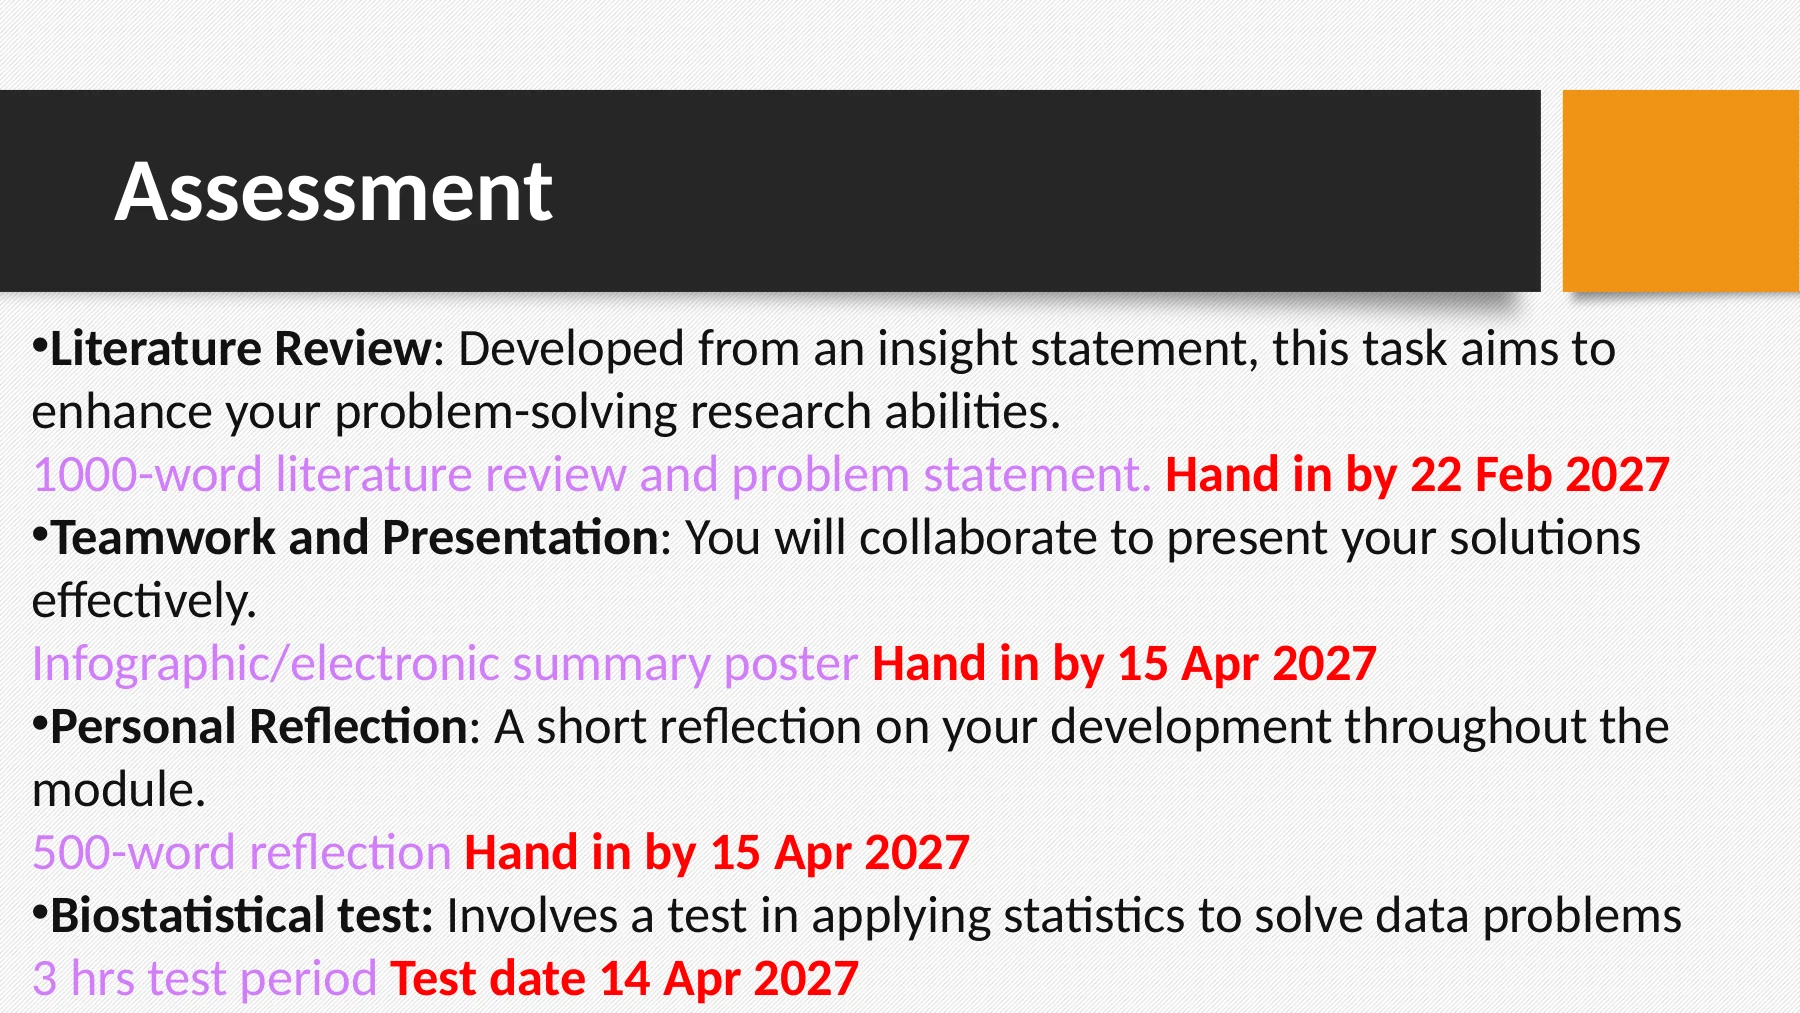 Assessment
•Literature Review: Developed from an insight statement, this task aims to
enhance your problem-solving research abilities.
1000-word literature review and problem statement. Hand in by 22 Feb 2027
•Teamwork and Presentation: You will collaborate to present your solutions
effectively.
Infographic/electronic summary poster Hand in by 15 Apr 2027
•Personal Reflection: A short reflection on your development throughout the
module.
500-word reflection Hand in by 15 Apr 2027
•Biostatistical test: Involves a test in applying statistics to solve data problems
3 hrs test period Test date 14 Apr 2027